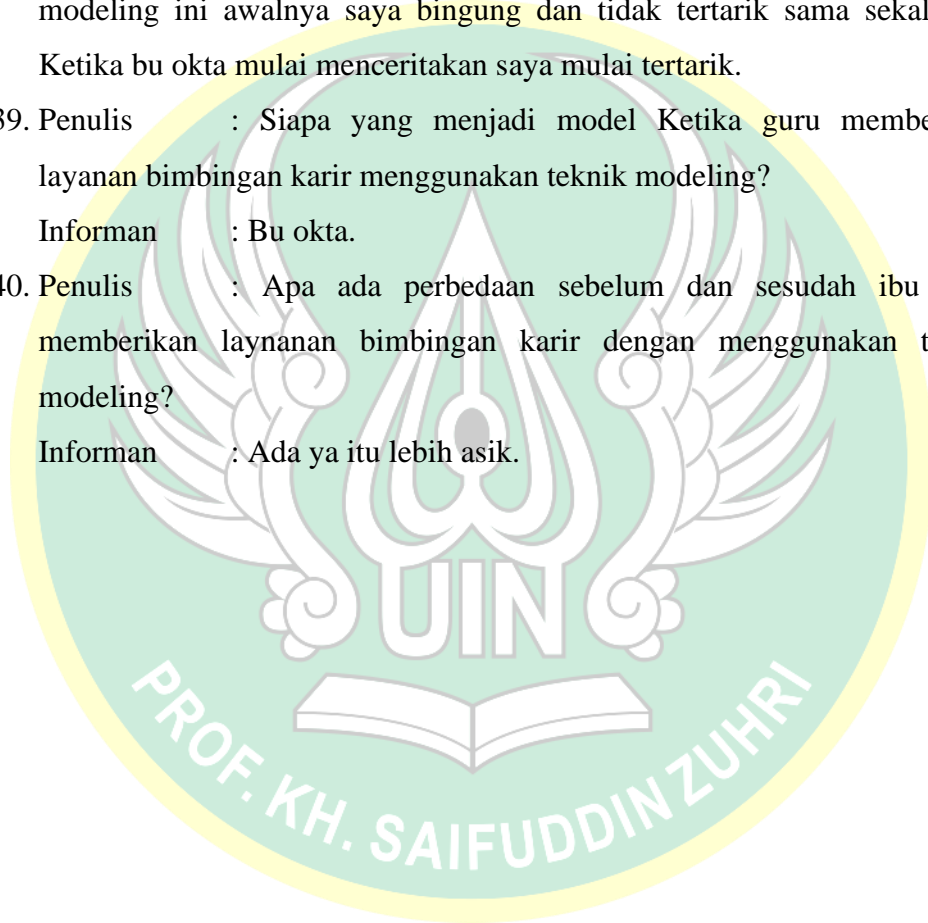 modeling ini awalnya saya bingung dan tidak tertarik sama
Ketika bu okta mulai menceritakan saya mulai tertarik.
39. Penulis : Siapa yang menjadi model Ketika guru
layanan bimbingan karir menggunakan teknik modeling?
Informan : Bu okta.
40. Penulis : Apa ada perbedaan sebelum dan sesudah ibu
memberikan laynanan bimbingan karir dengan menggunakan
modeling?
Informan : Ada ya itu lebih asik.
UIN
PROF. KH. SAIFUDDIN ZUHRI